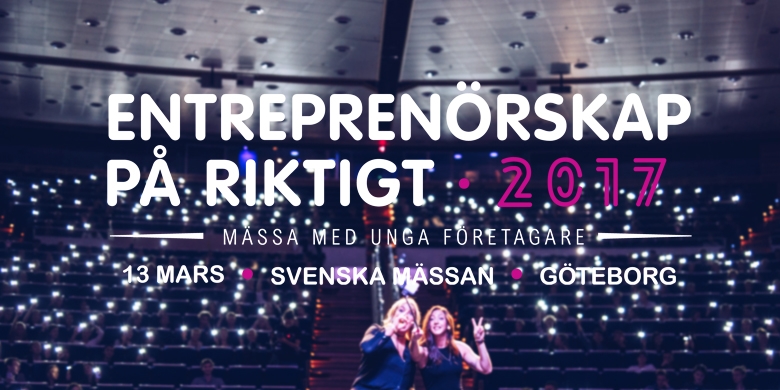 ENTREPRENÖRSKAP
PÅ RIKTIGT • 2017
MÄSSA MED UNGA FÖRETAGARE
13 MARS • SVENSKA MÄSSAN • GÖTEBORG